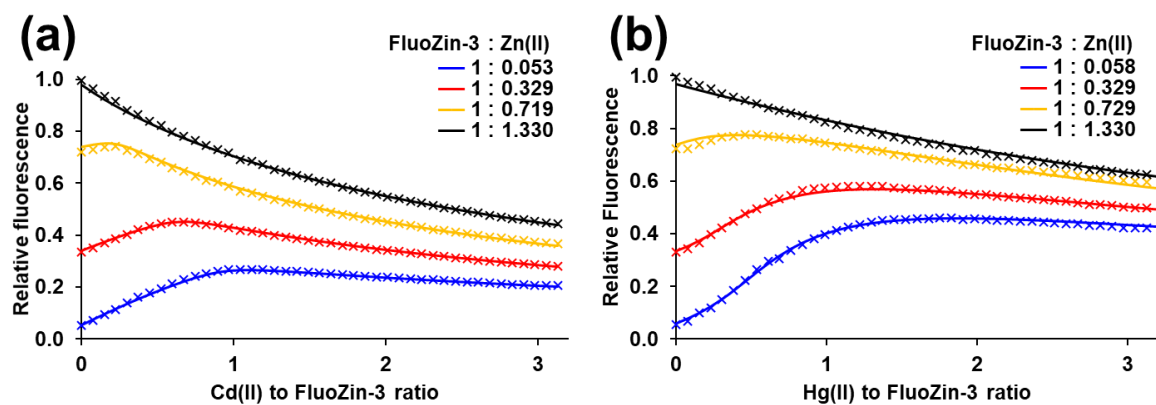 (a)
FluoZin-3 : Zn(II)
1 : 0.053
1 : 0.329
1 : 0.719
1 : 1.330
Relative fluorescence
1.0
0.8
0.6
0.4
0.2
0.0
0 1 2 3
Cd(II) to FluoZin-3 ratio
(b)
FluoZin-3 : Zn(II)
1 : 0.058
1 : 0.329
1 : 0.729
1 : 1.330
Relative Fluorescence
1.0
0.8
0.6
0.4
0.2
0.0
0 1 2 3
Hg(II) to FluoZin-3 ratio